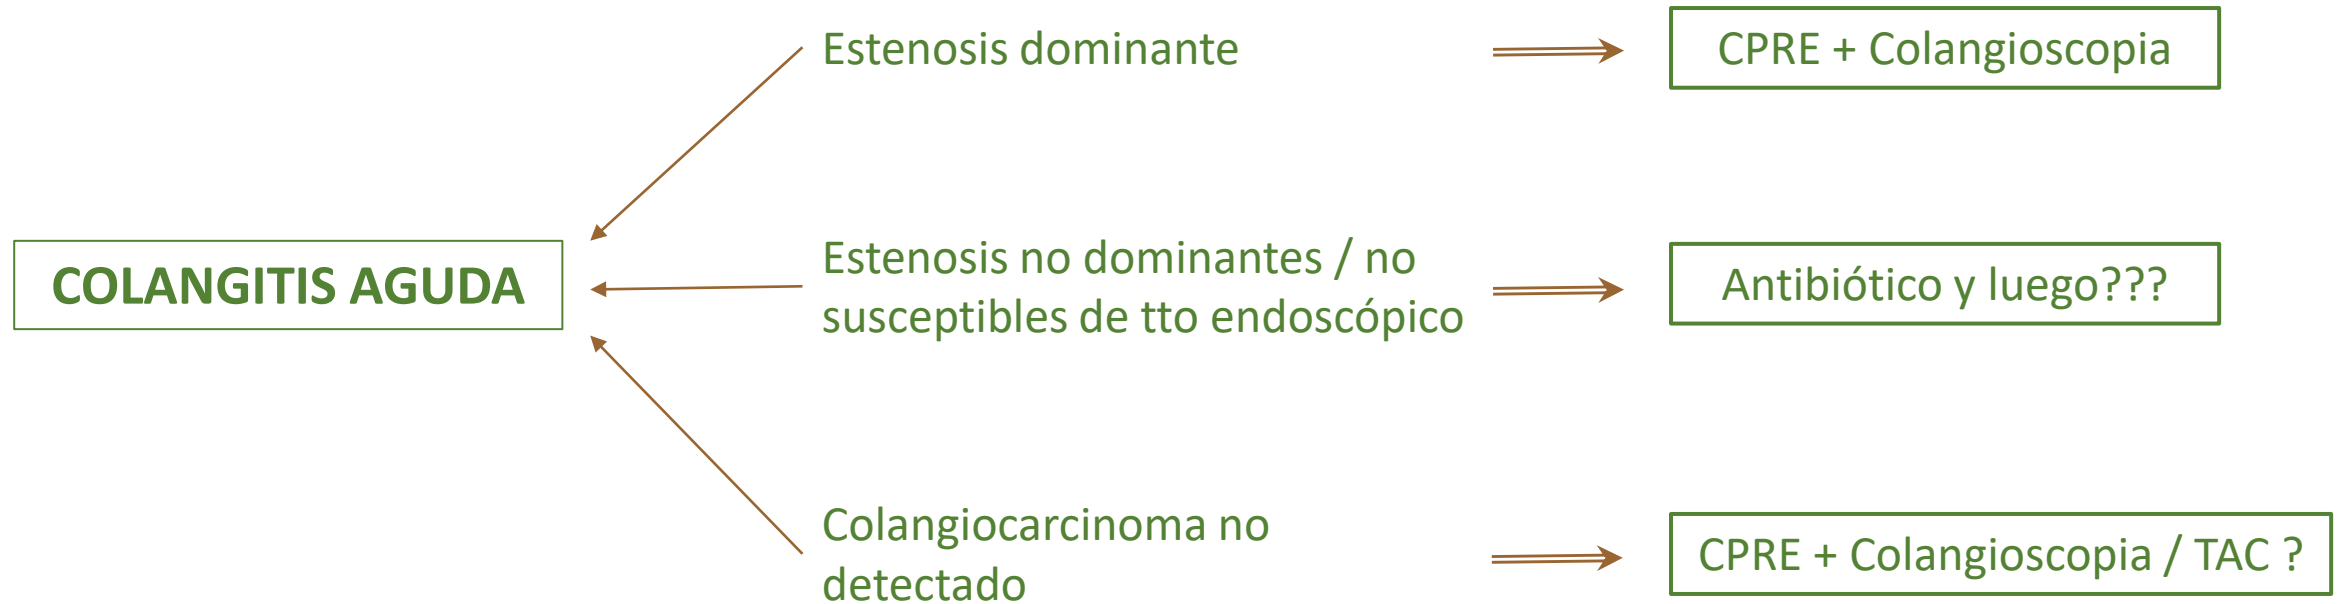 Estenosis dominante
CPRE + Colangioscopia
COLANGITIS AGUDA
Estenosis no dominantes / no
susceptibles de tto endoscópico
Antibiótico y luego???
Colangiocarcinoma no
detectado
CPRE + Colangioscopia / TAC ?